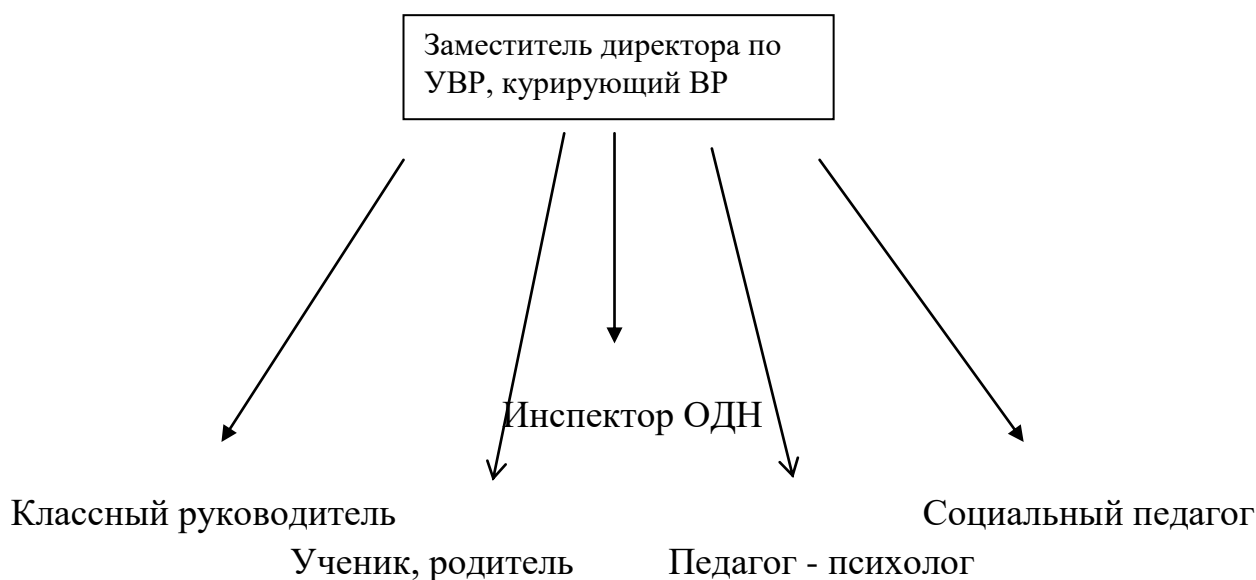 Заместитель директора по
УВР, курирующий ВР
Инспектор ОДН
Классный руководитель
Социальный педагог
Ученик, родитель
Педагог - психолог